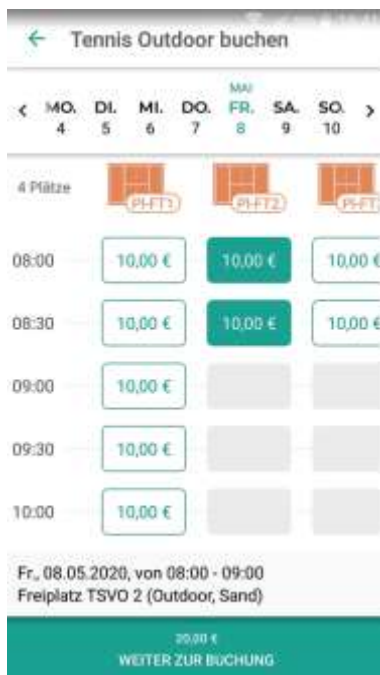 ← Tennis Outdoor buchen
MAI
< MO. DI. MI. DO. FR. SA. SO. >
4 5 6 7 8 9 10
4 Plätze PI-FT1 PI-FT2
08:00 10,00 € 10,00 € 10,00 €
08:30 10,00 € 10,00 € 10,00 €
09:00 10,00 €
09:30 10,00 €
10:00 10,00 €
Fr., 08.05.2020, von 08:00 - 09:00
Freiplatz TSVO 2 (Outdoor, Sand)
20,00 €
WEITER ZUR BUCHUNG